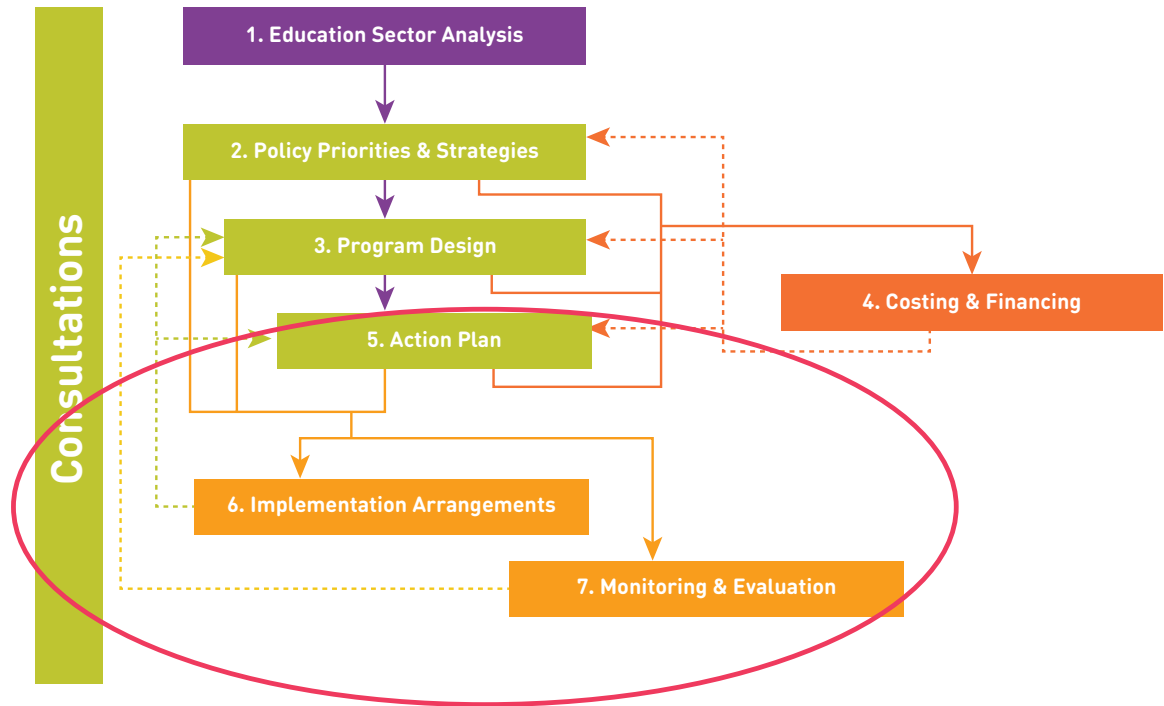 Consultations
1. Education Sector Analysis
2. Policy Priorities & Strategies
3. Program Design
4. Costing & Financing
5. Action Plan
6. Implementation Arrangements
7. Monitoring & Evaluation